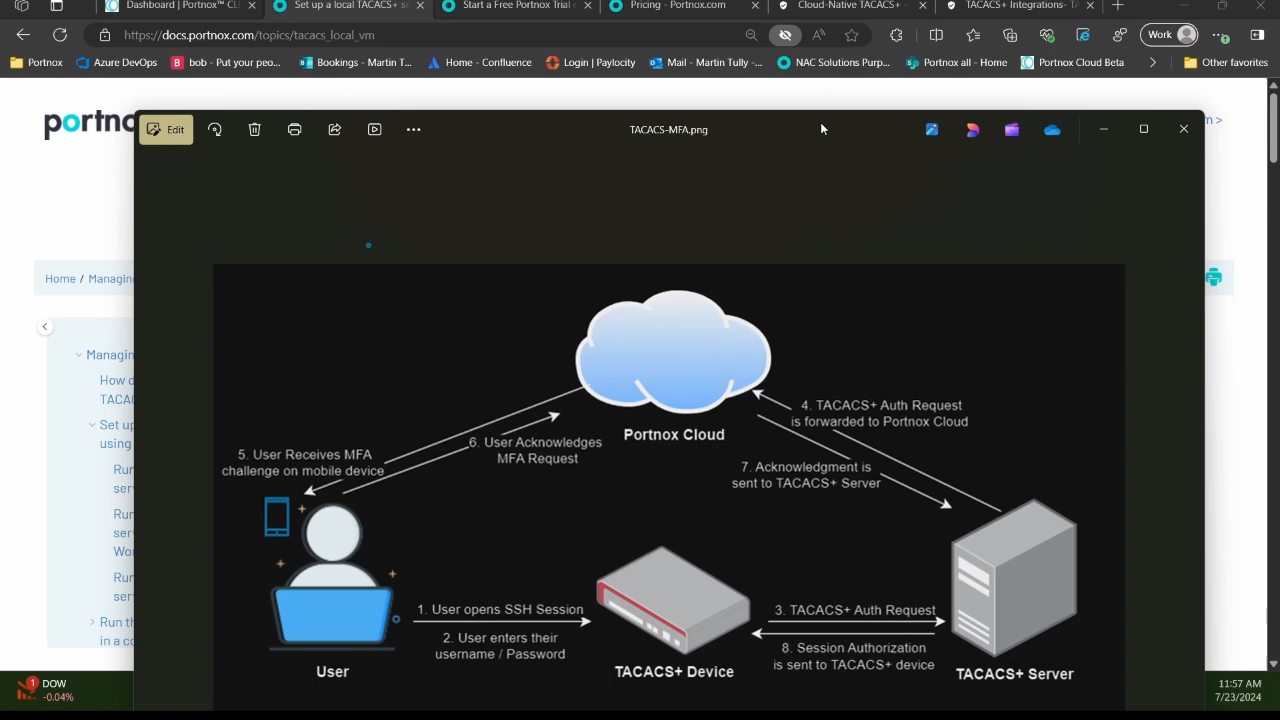 Dashboard | Portnox™ CL
Set up a local TACACS+ s
Start a Free Portnox Trial
Pricing - Portnox.com
Cloud-Native TACACS+ -
TACACS+ Integrations- TA
https://docs.portnox.com/topics/tacacs_local_vm
Work
Portnox
Azure DevOps
bob - Put your peo...
Bookings - Martin T...
Home - Confluence
Login | Paylocity
Mail - Martin Tully -...
NAC Solutions Purp...
Portnox all - Home
Portnox Cloud Beta
Other favorites
portno
m >
Edit
TACACS-MFA.png
Home / Managing
Managing
How d
TACAC
Set up
using
Run
serv
Run
serv
Wor
Run
serv
Run th
in a co
Portnox Cloud
4. TACACS+ Auth Request
is forwarded to Portnox Cloud
5. User Receives MFA
challenge on mobile device
6. User Acknowledges
MFA Request
7. Acknowledgment is
sent to TACACS+ Server
1. User opens SSH Session
2. User enters their
username / Password
3. TACACS+ Auth Request
8. Session Authorization
is sent to TACACS+ device
User
TACACS+ Device
TACACS+ Server
1
DOW
-0.04%
11:57 AM
7/23/2024